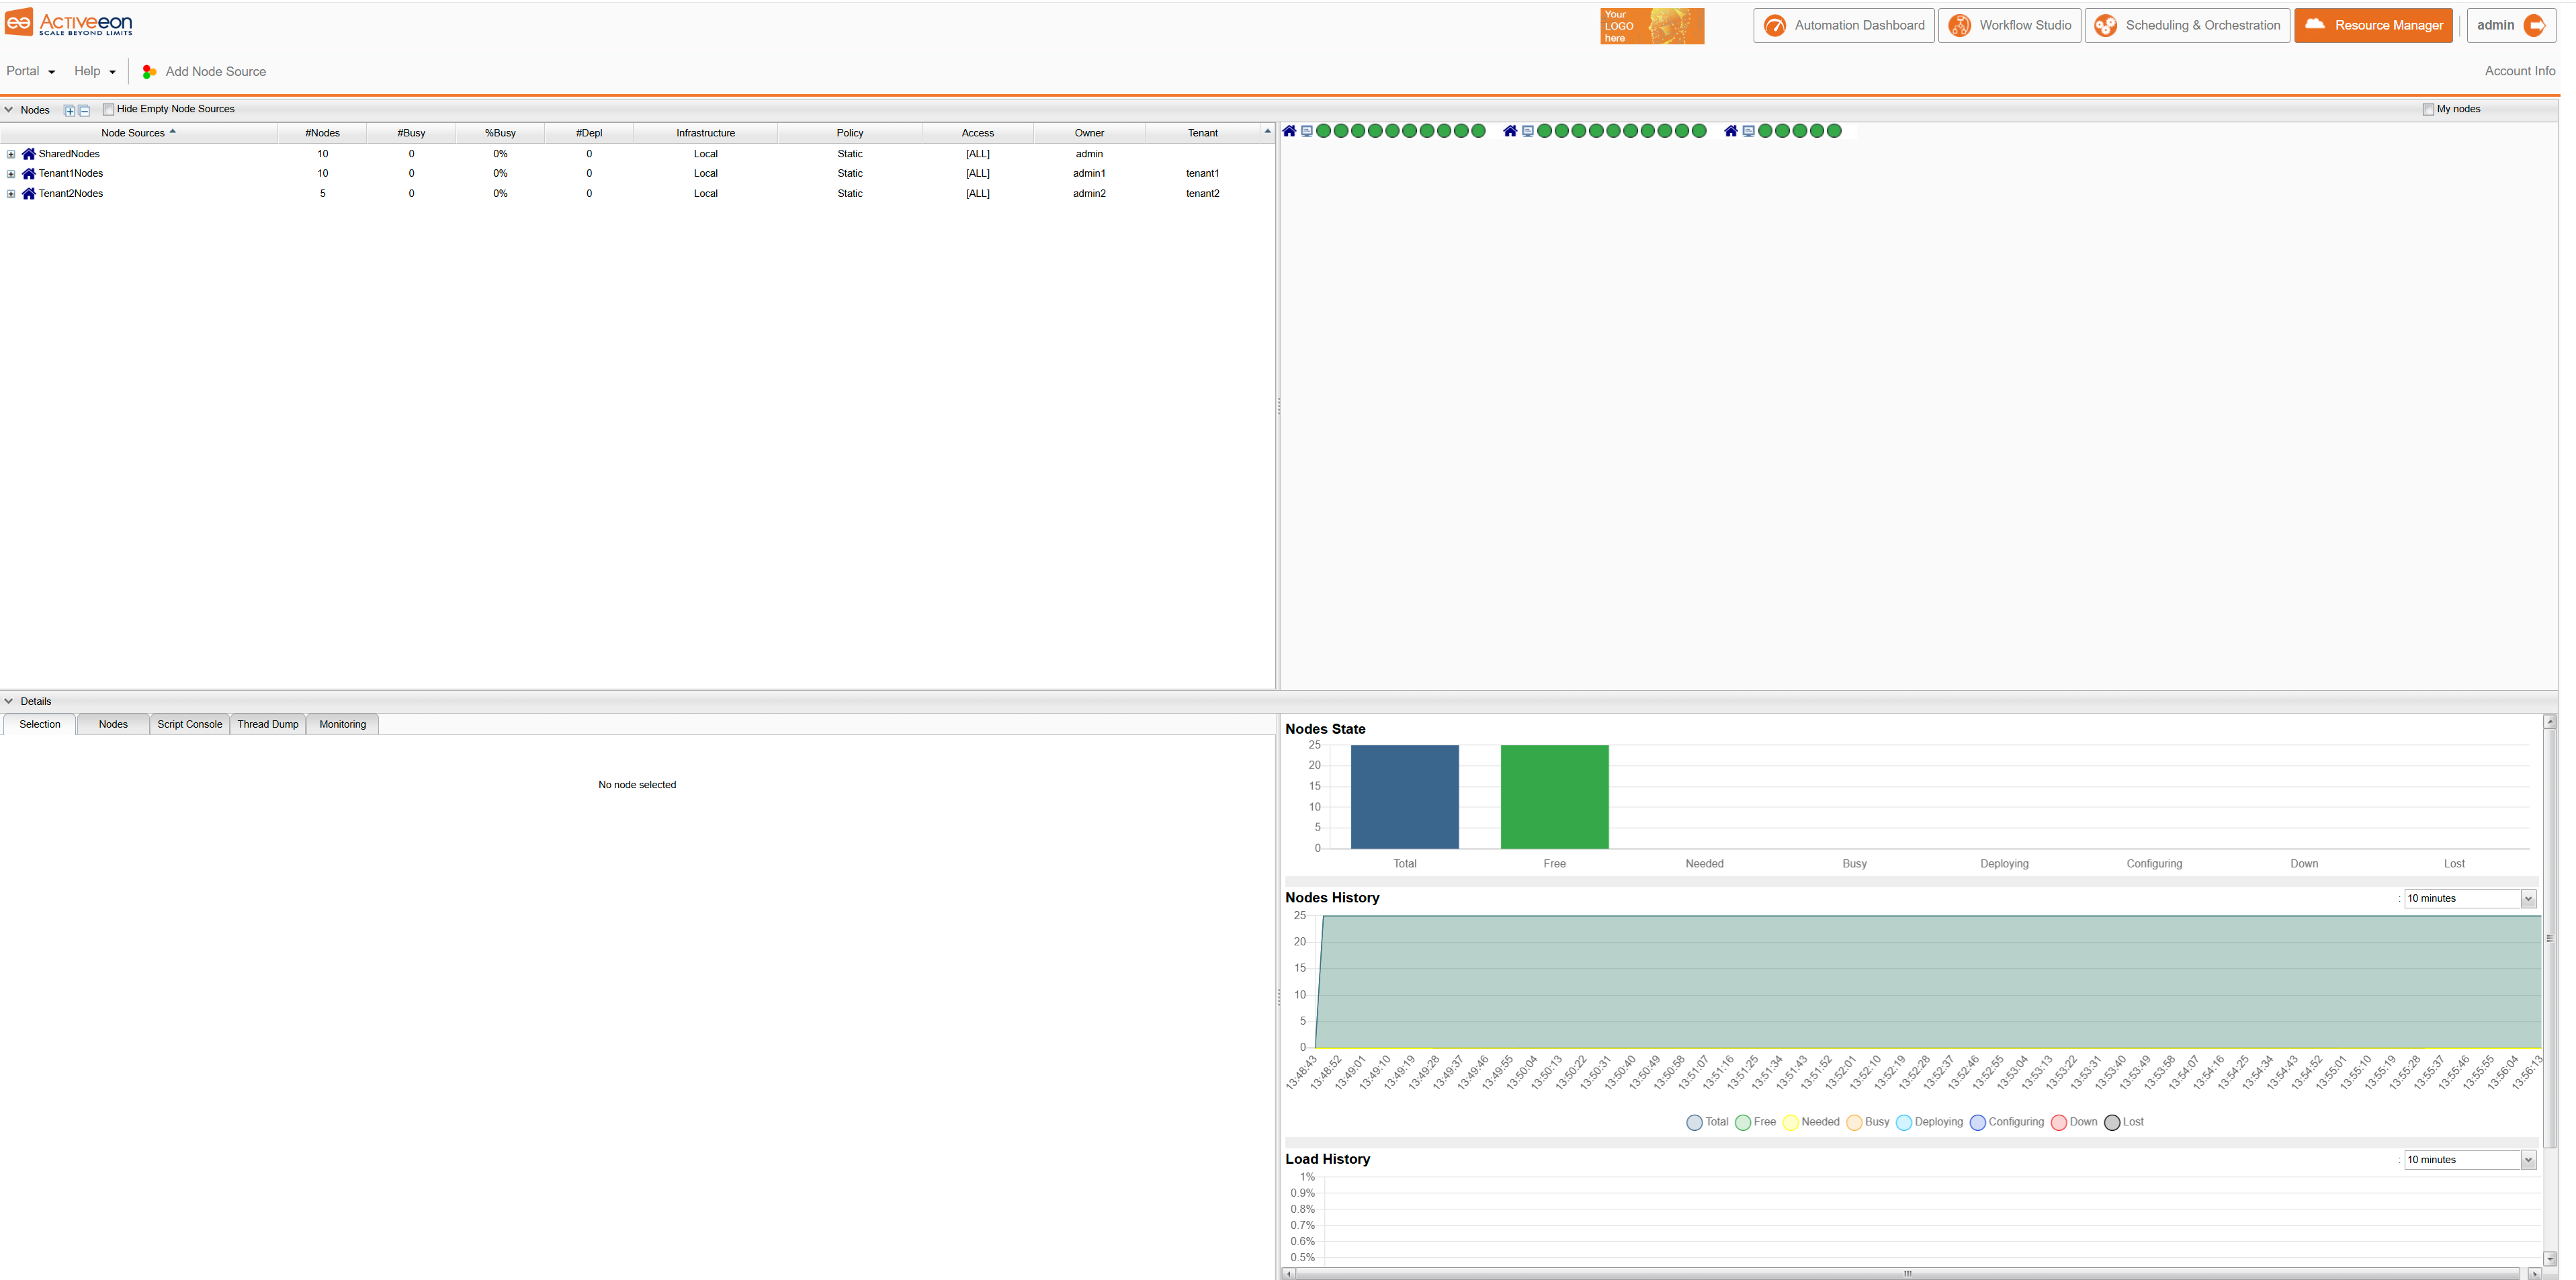 Activeeon
SCALE BEYOND LIMITS
Your
LOGO
here
Automation Dashboard
Workflow Studio
Scheduling & Orchestration
Resource Manager
admin
Portal
Help
Add Node Source
Account Info
Nodes
Hide Empty Node Sources
My nodes
Node Sources #Nodes #Busy %Busy #Depl Infrastructure Policy Access Owner Tenant
SharedNodes 10 0 0% 0 Local Static [ALL] admin
Tenant1Nodes 10 0 0% 0 Local Static [ALL] admin1 tenant1
Tenant2Nodes 5 0 0% 0 Local Static [ALL] admin2 tenant2
Details
Selection Nodes Script Console Thread Dump Monitoring
No node selected
Nodes State
25
20
15
10
5
0
Total Free Needed Busy Deploying Configuring Down Lost
Nodes History
: 10 minutes
25
20
15
10
5
0
13:48:43 13:48:52 13:49:01 13:49:10 13:49:19 13:49:28 13:49:37 13:49:46 13:49:55 13:50:04 13:50:13 13:50:22 13:50:31 13:50:40 13:50:49 13:50:58 13:51:07 13:51:16 13:51:25 13:51:34 13:51:43 13:51:52 13:52:01 13:52:10 13:52:19 13:52:28 13:52:37 13:52:46 13:52:55 13:53:04 13:53:13 13:53:22 13:53:31 13:53:40 13:53:49 13:53:58 13:54:07 13:54:16 13:54:25 13:54:34 13:54:43 13:54:52 13:55:01 13:55:10 13:55:19 13:55:28 13:55:37 13:55:46 13:55:55 13:56:04 13:56:13
Total Free Needed Busy Deploying Configuring Down Lost
Load History
: 10 minutes
1%
0.9%
0.8%
0.7%
0.6%
0.5%